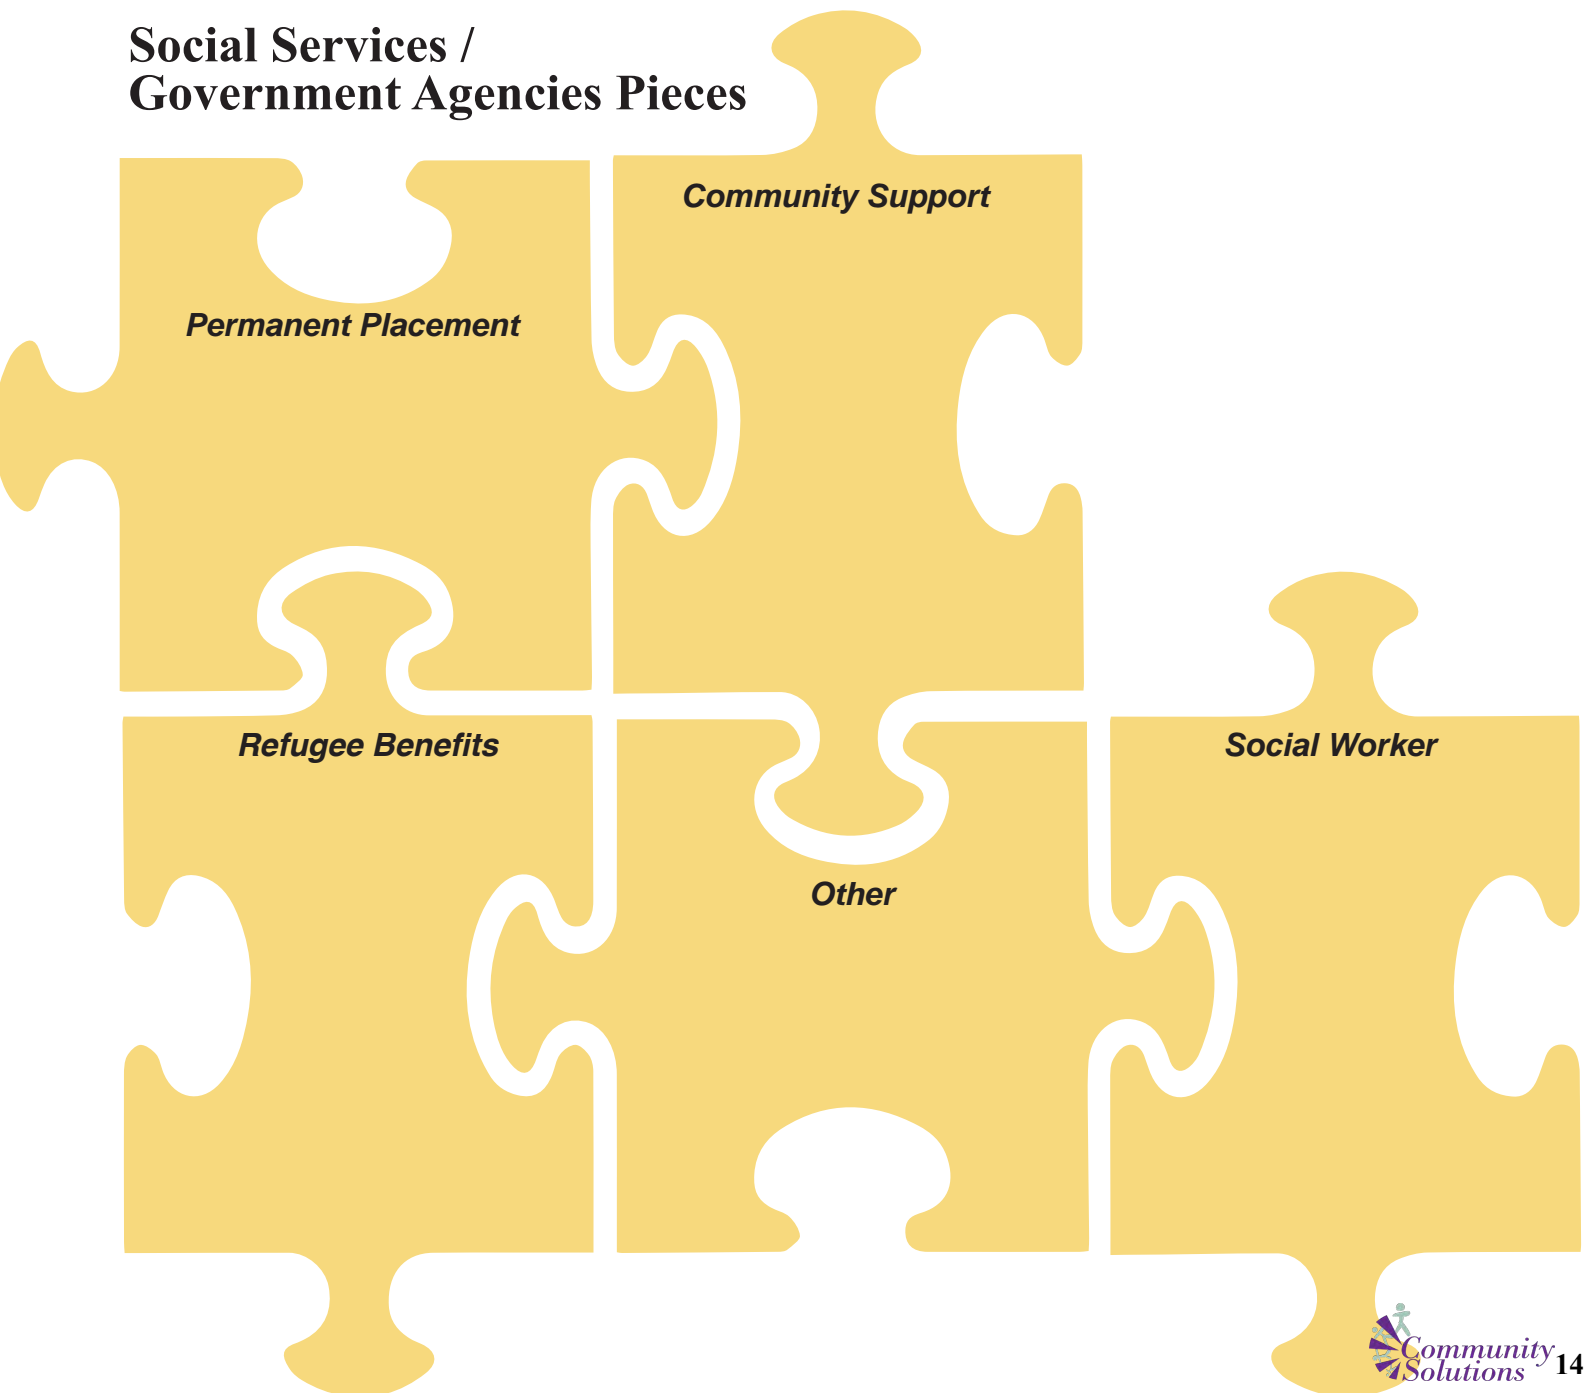 Social Services /
Government Agencies Pieces
Community Support
Permanent Placement
Refugee Benefits
Social Worker
Other
Community
Solutions
14